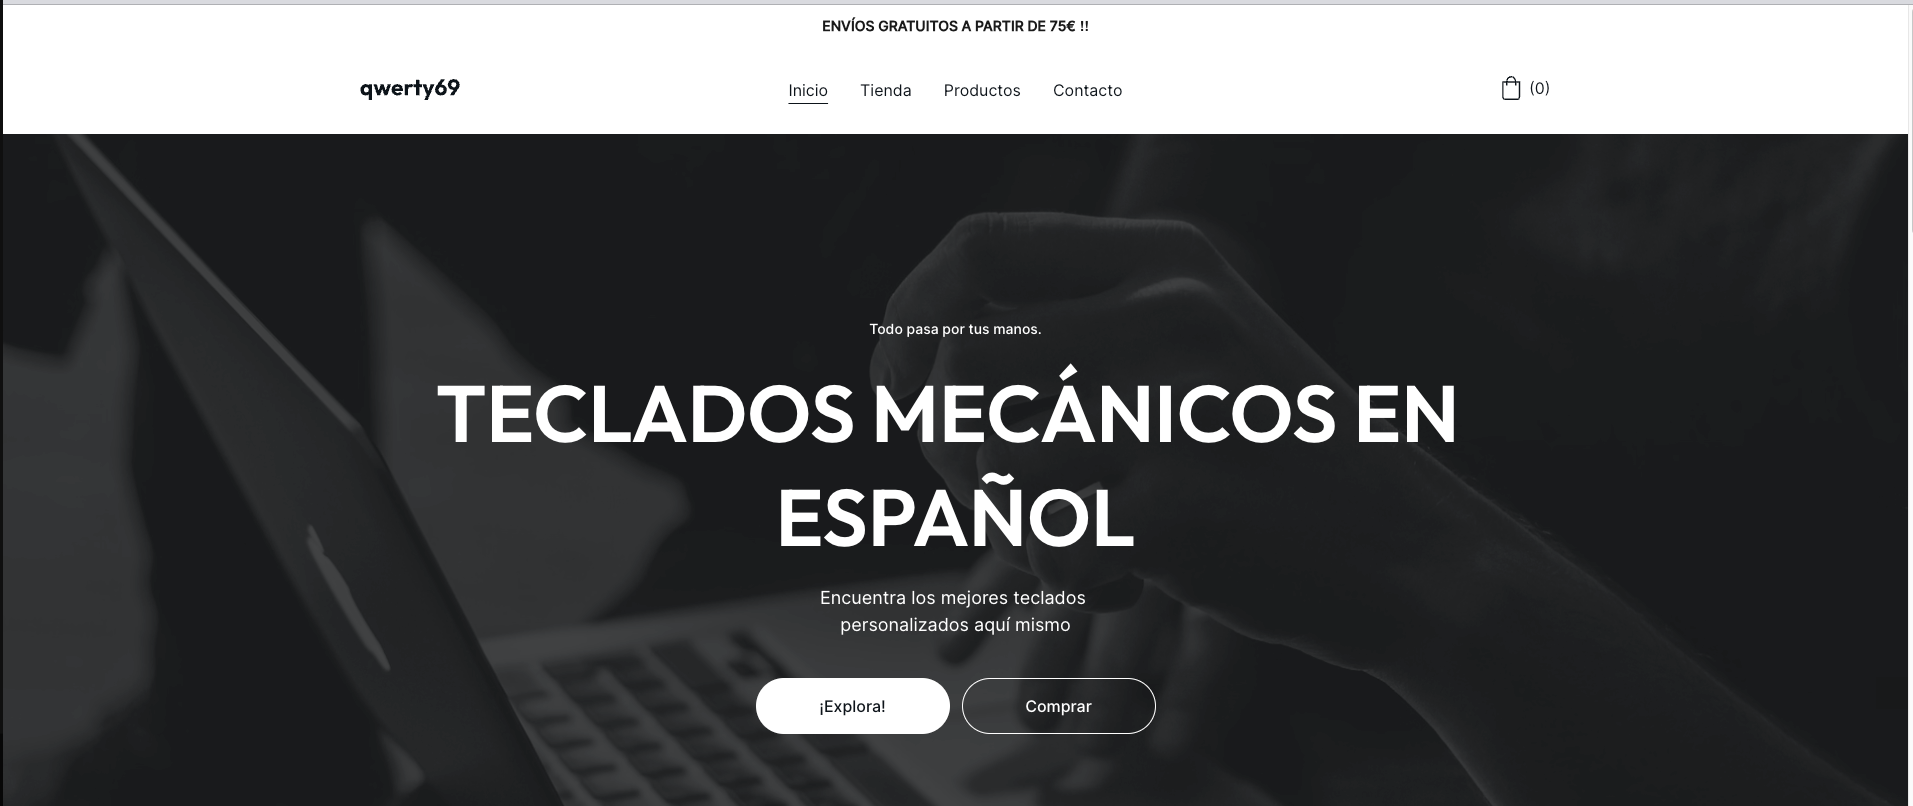 ENVÍOS GRATUITOS A PARTIR DE 75€ !!
qwerty69
Inicio
Tienda
Productos
Contacto
(0)
Todo pasa por tus manos.
TECLADOS MECÁNICOS EN
ESPAÑOL
Encuentra los mejores teclados
personalizados aquí mismo
¡Explora!
Comprar